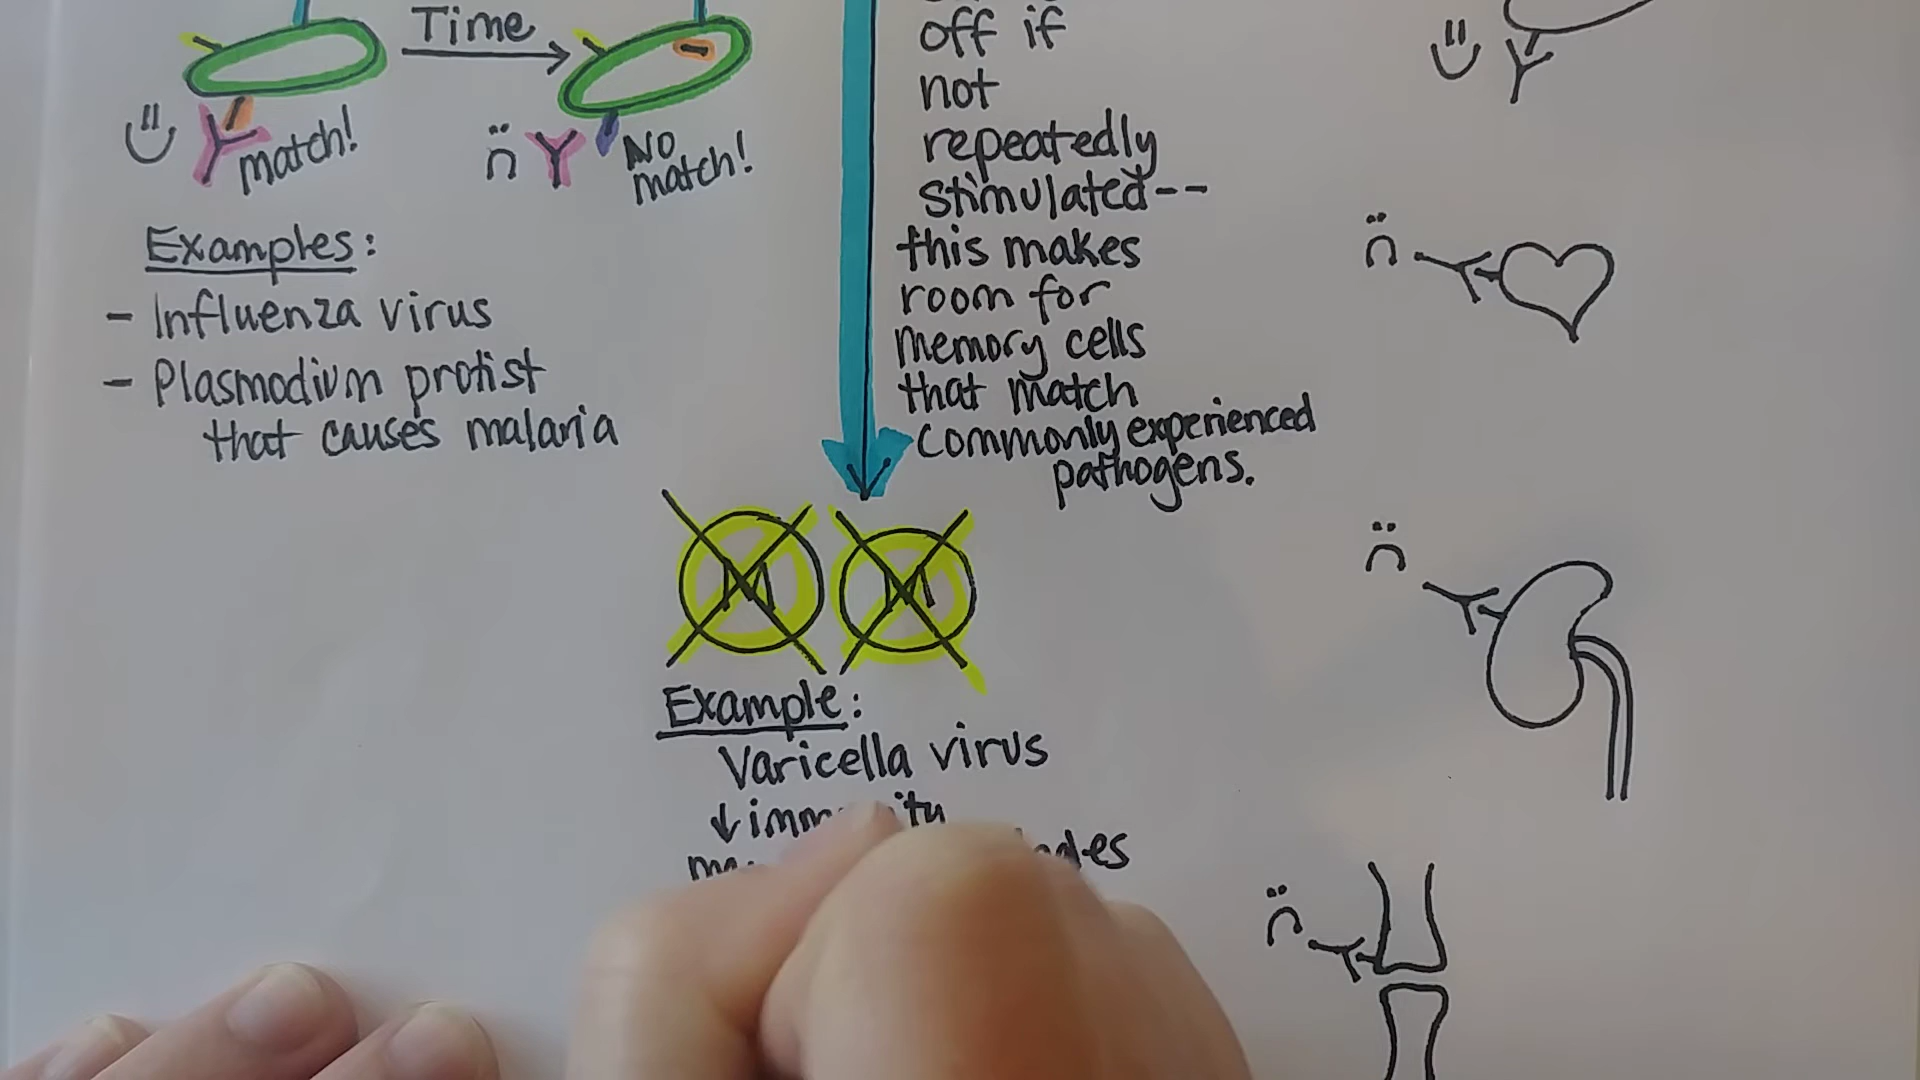 Time
match!
No
match!
Examples:
- Influenza virus
- Plasmodium protist
that causes malaria
off if
not
repeatedly
stimulated--
this makes
room for
memory cells
that match
commonly experienced
pathogens.
M M
Example:
Varicella virus
↓